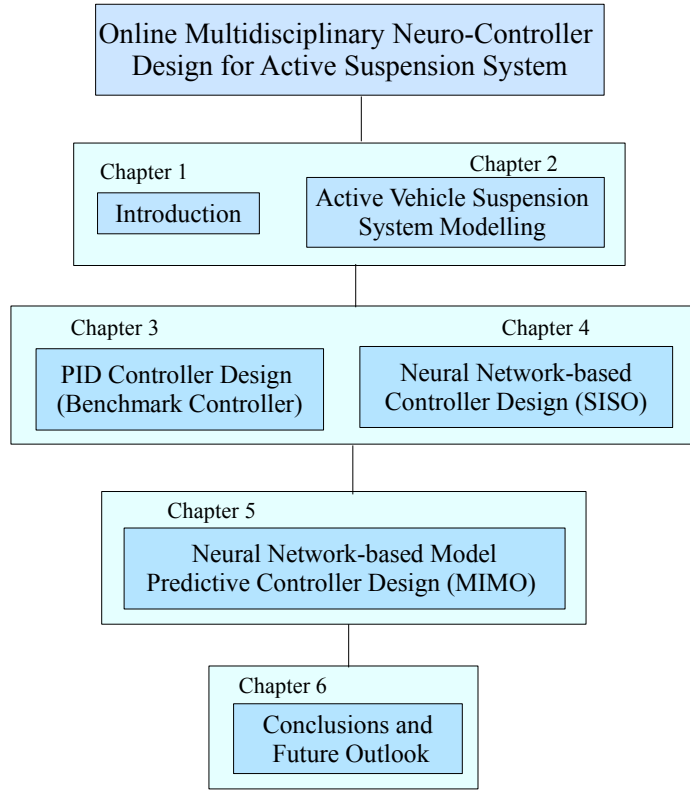 Online Multidisciplinary Neuro-Controller
Design for Active Suspension System
Chapter 1
Introduction
Chapter 2
Active Vehicle Suspension
System Modelling
Chapter 3
PID Controller Design
(Benchmark Controller)
Chapter 4
Neural Network-based
Controller Design (SISO)
Chapter 5
Neural Network-based Model
Predictive Controller Design (MIMO)
Chapter 6
Conclusions and
Future Outlook